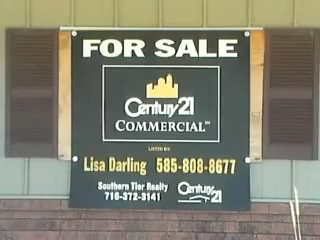 FOR SALE
Century 21
COMMERCIAL
LISTED BY:
Lisa Darling 585-808-8677
Southern Tier Realty
716-372-3141
Century 21